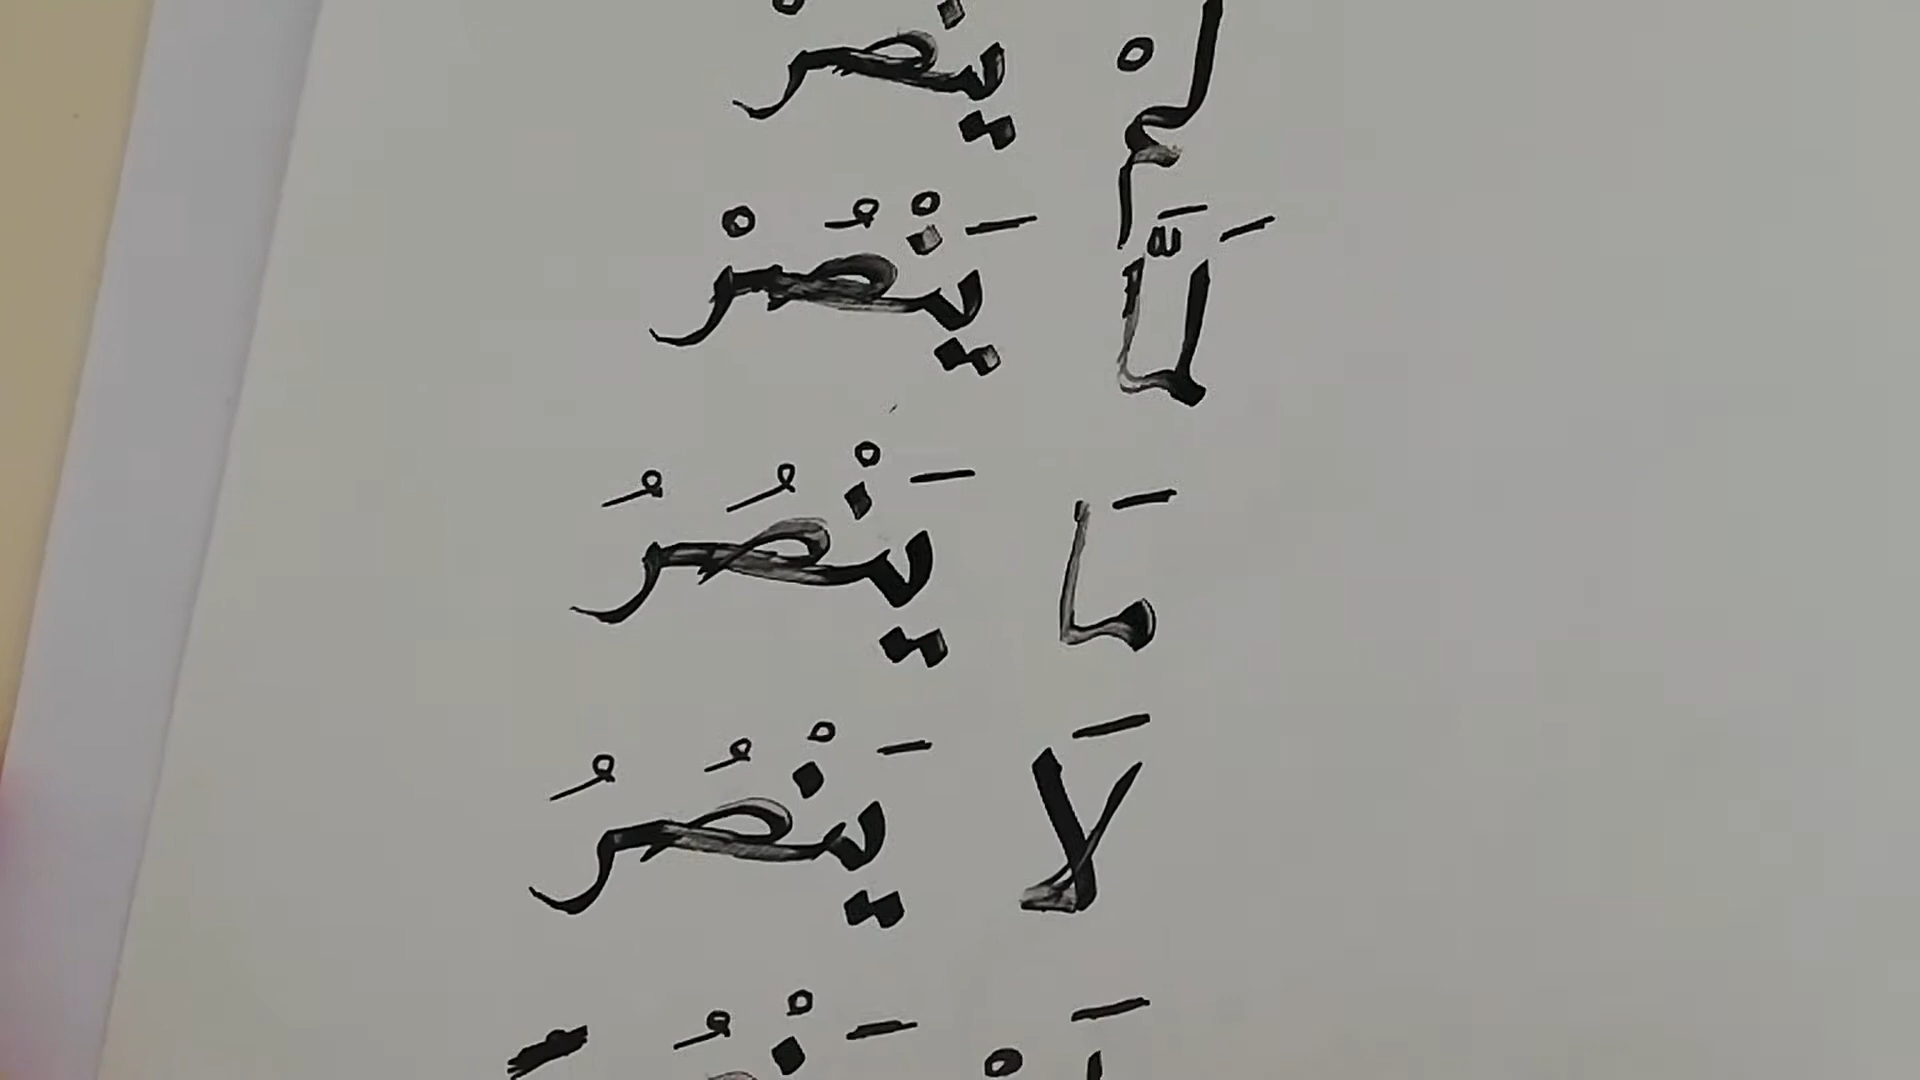 لَمْ يَنْصُرْ
لَمَّا يَنْصُرْ
مَا يَنْصُرُ
لَا يَنْصُرُ